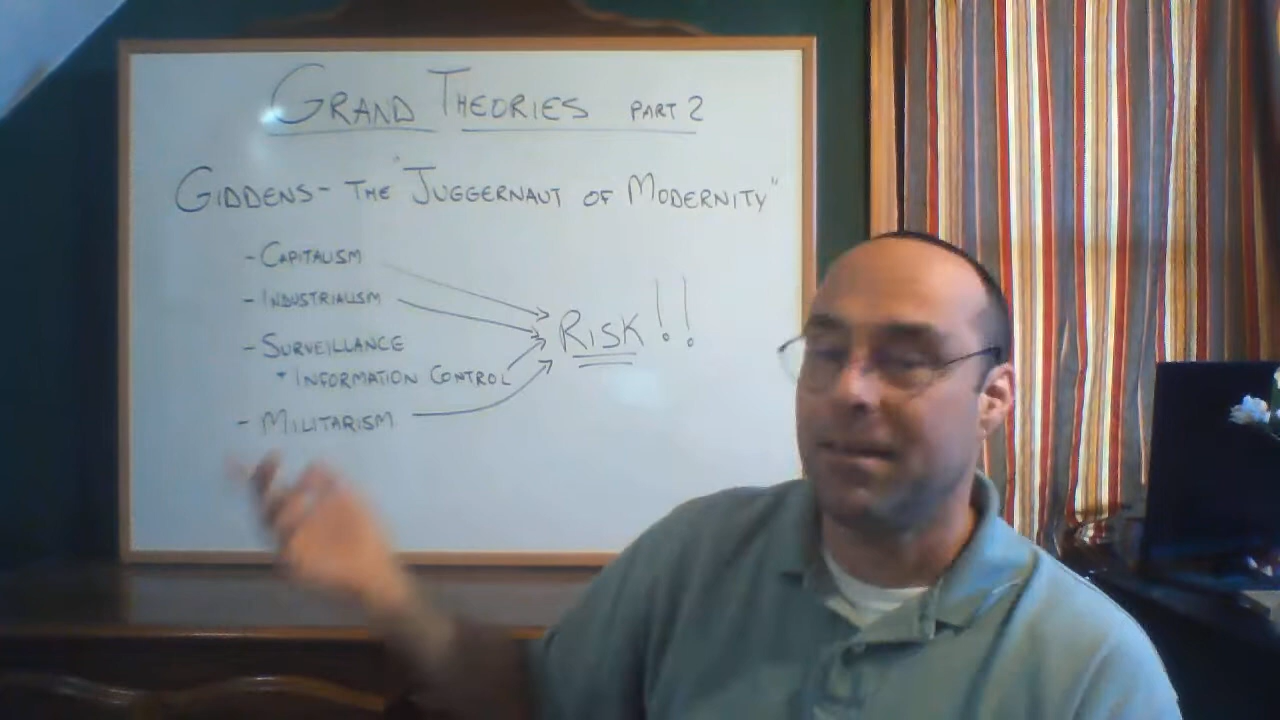 GRAND THEORIES PART 2
GIDDENS - THE "JUGGERNAUT OF MODERNITY"
- CAPITALISM
- INDUSTRIALISM
- SURVEILLANCE
* INFORMATION CONTROL
- MILITARISM
RISK!!